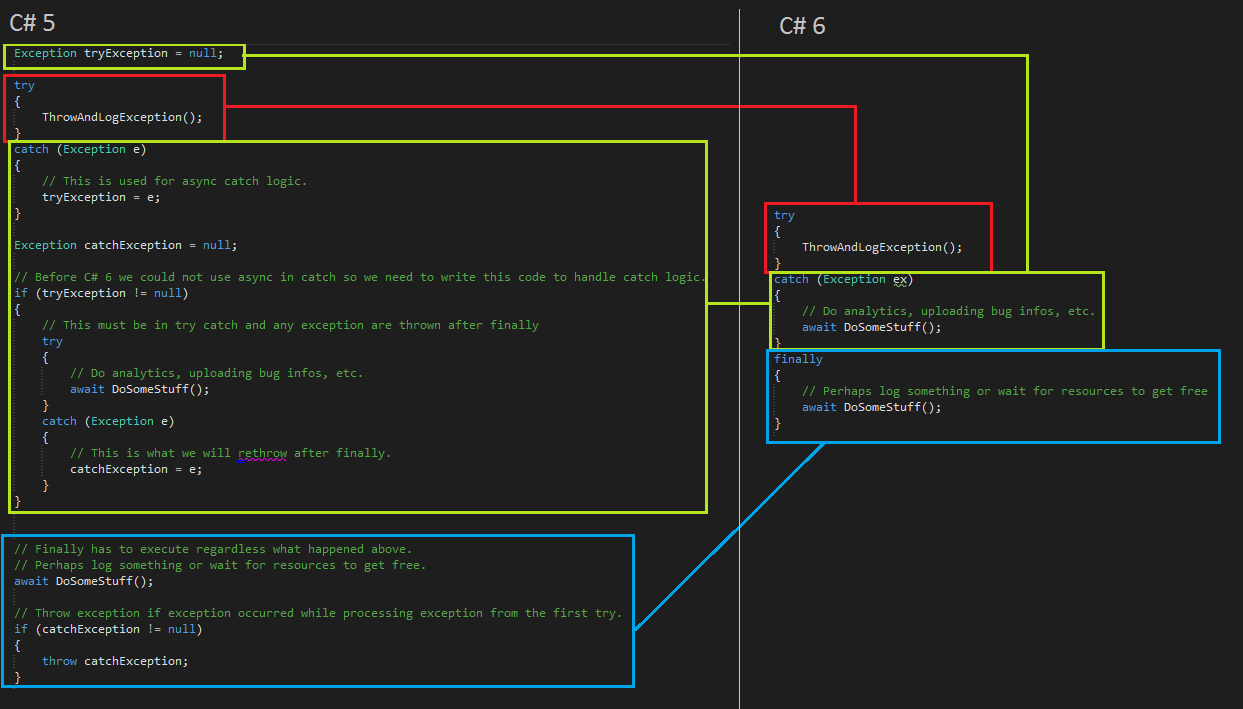 C# 5
Exception tryException = null;
try
{
ThrowAndLogException();
}
catch (Exception e)
{
// This is used for async catch logic.
tryException = e;
}
Exception catchException = null;
// Before C# 6 we could not use async in catch so we need to write this code to handle catch logic.
if (tryException != null)
{
// This must be in try catch and any exception are thrown after finally
try
{
// Do analytics, uploading bug infos, etc.
await DoSomeStuff();
}
catch (Exception e)
{
// This is what we will rethrow after finally.
catchException = e;
}
}
// Finally has to execute regardless what happened above.
// Perhaps log something or wait for resources to get free.
await DoSomeStuff();
// Throw exception if exception occurred while processing exception from the first try.
if (catchException != null)
{
throw catchException;
}
C# 6
try
{
ThrowAndLogException();
}
catch (Exception ex)
{
// Do analytics, uploading bug infos, etc.
await DoSomeStuff();
}
finally
{
// Perhaps log something or wait for resources to get free
await DoSomeStuff();
}